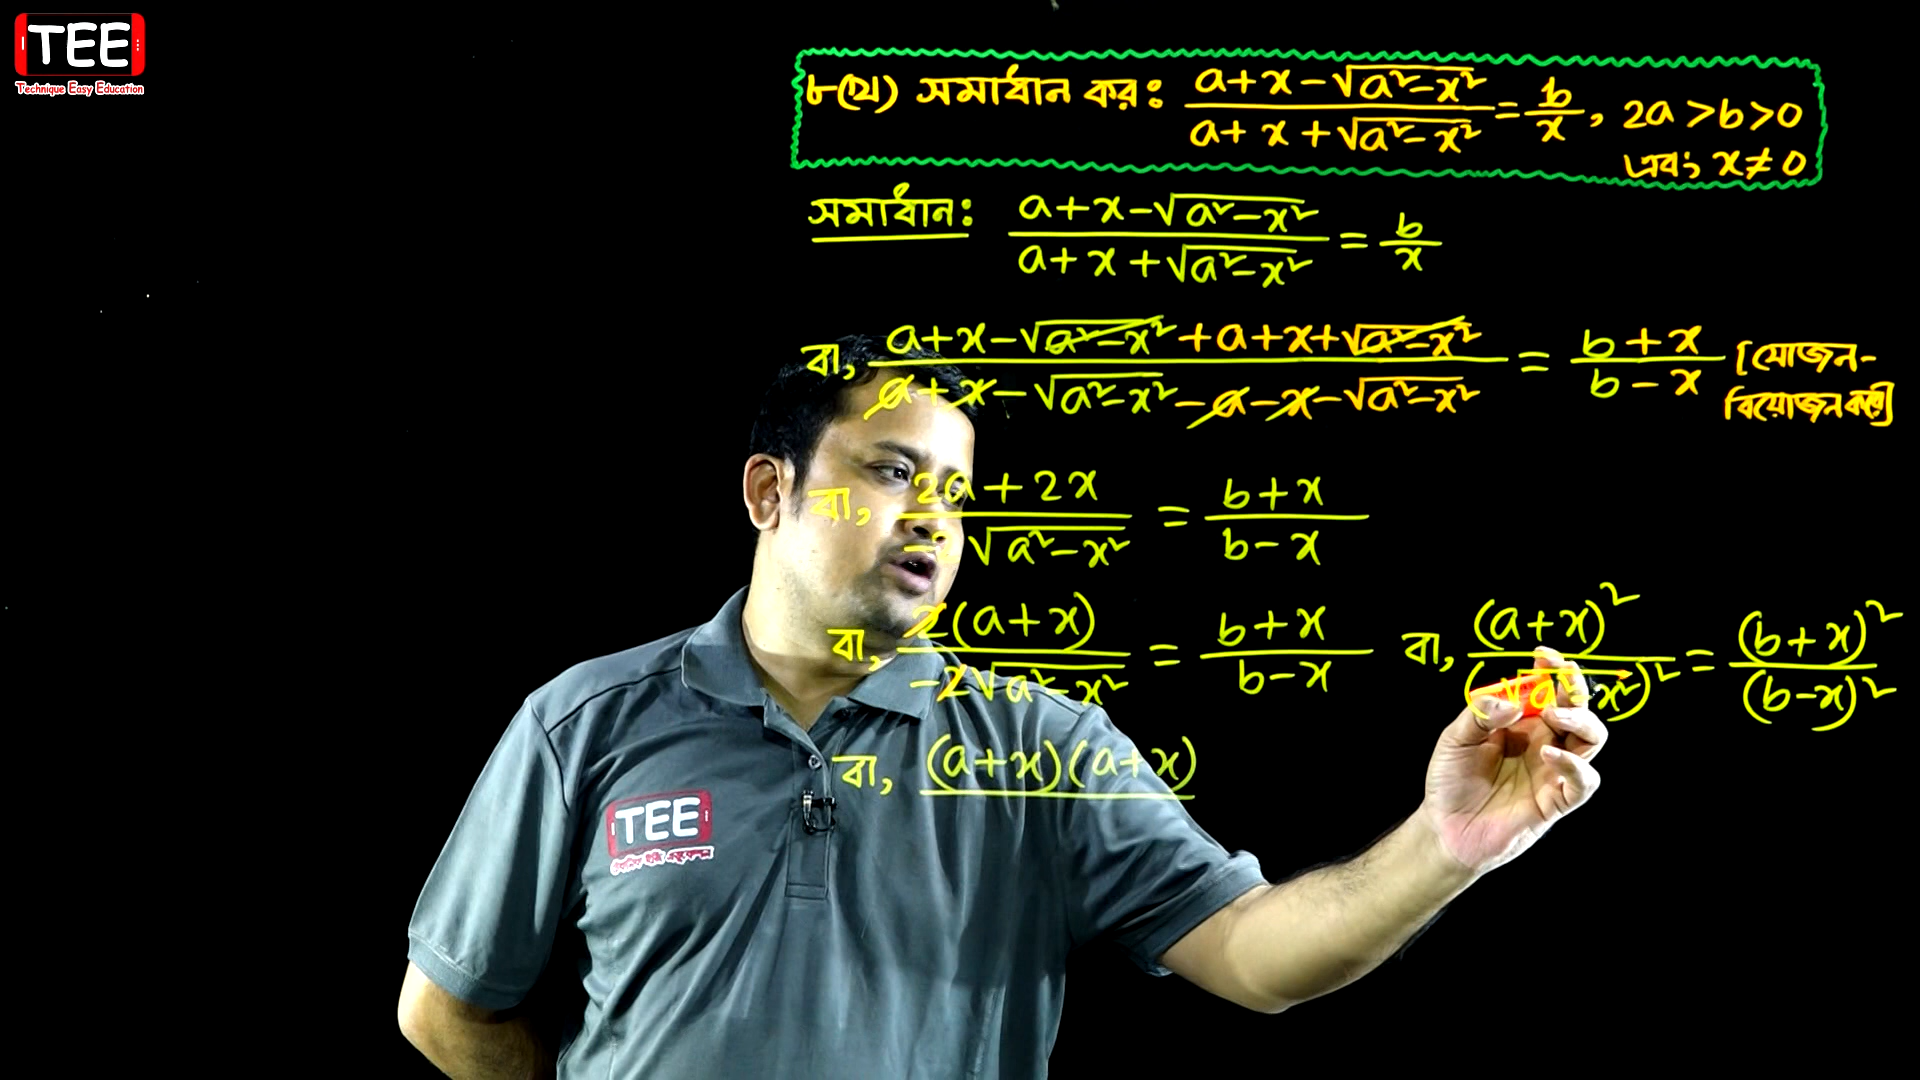 TEE
Technique Easy Education
৮(খ) সমাধান কর: (a+x-√(a²-x²))/(a+x+√(a²-x²)) = b/x, 2a>b>0
এবং x≠0
সমাধান: (a+x-√(a²-x²))/(a+x+√(a²-x²)) = b/x
বা, (a+x-√(a²-x²)+a+x+√(a²-x²))/(a+x-√(a²-x²)-a-x-√(a²-x²)) = (b+x)/(b-x) [যোজন-
বিয়োজন করে]
বা, (2a+2x)/(-2√(a²-x²)) = (b+x)/(b-x)
বা, 2(a+x)/(-2√(a²-x²)) = (b+x)/(b-x)
বা, (a+x)²/(-√(a²-x²))² = (b+x)²/(b-x)²
বা, (a+x)(a+x)
TEE